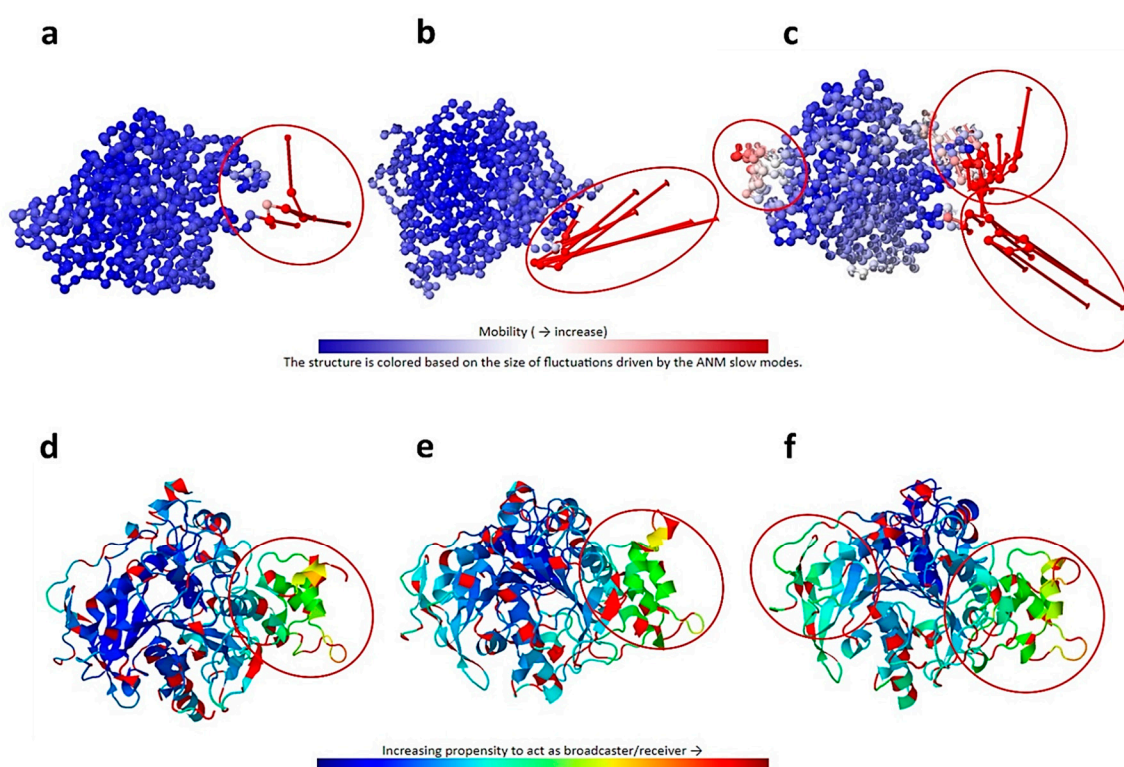 a
b
c
Mobility ( → increase)
The structure is colored based on the size of fluctuations driven by the ANM slow modes.
d
e
f
Increasing propensity to act as broadcaster/receiver →